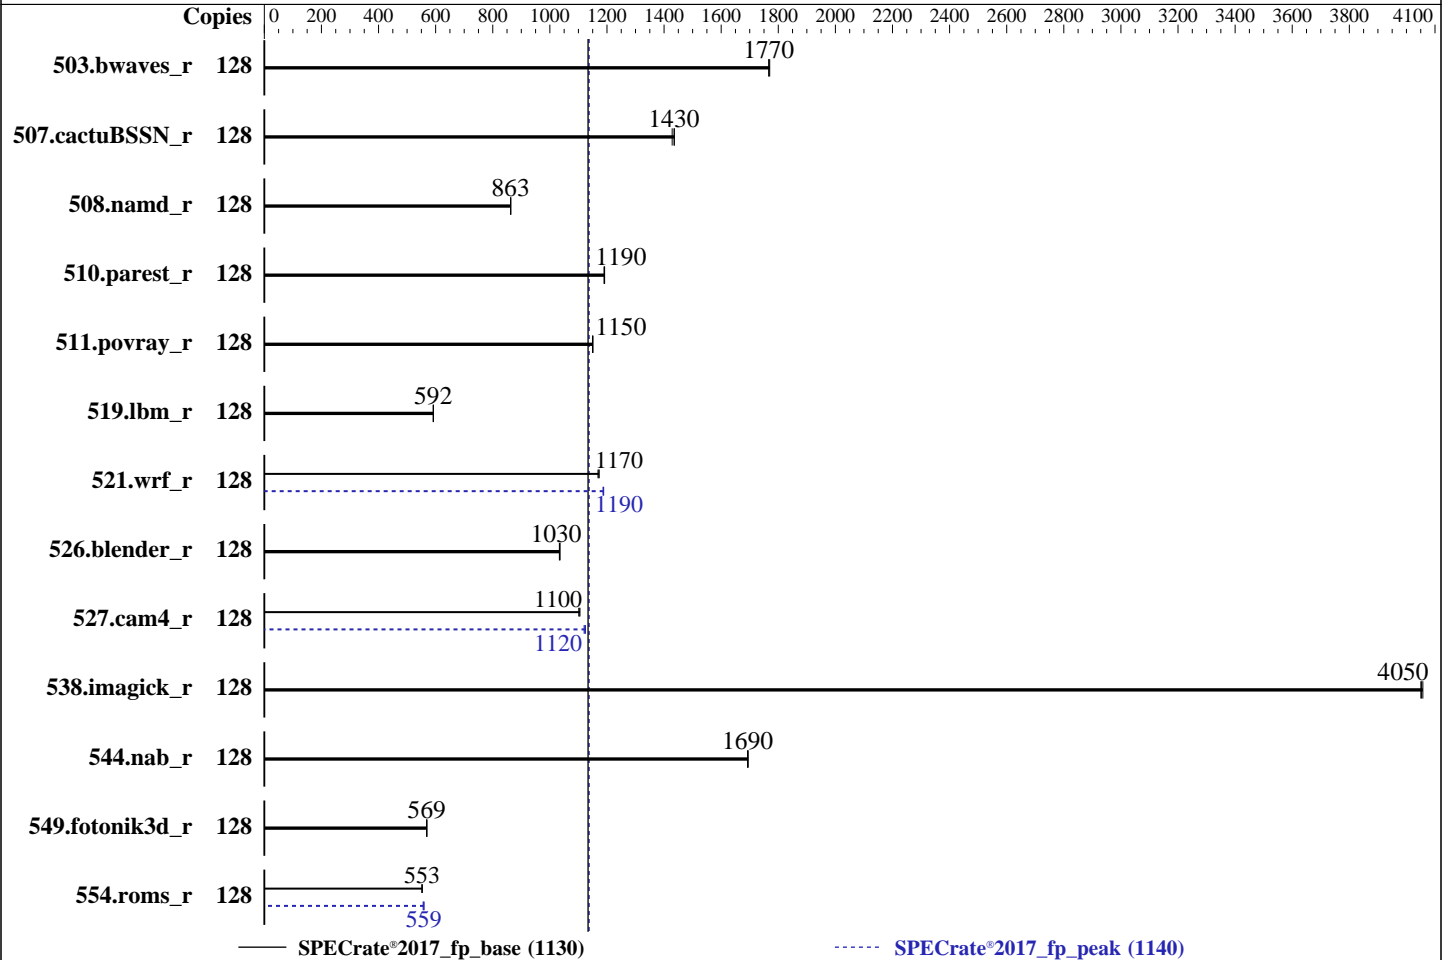 Copies 0 200 400 600 800 1000 1200 1400 1600 1800 2000 2200 2400 2600 2800 3000 3200 3400 3600 3800 4100
503.bwaves_r 128 1770
507.cactuBSSN_r 128 1430
508.namd_r 128 863
510.parest_r 128 1190
511.povray_r 128 1150
519.lbm_r 128 592
521.wrf_r 128 1170
1190
526.blender_r 128 1030
527.cam4_r 128 1100
1120
538.imagick_r 128 4050
544.nab_r 128 1690
549.fotonik3d_r 128 569
554.roms_r 128 553
559
SPECrate®2017_fp_base (1130) SPECrate®2017_fp_peak (1140)